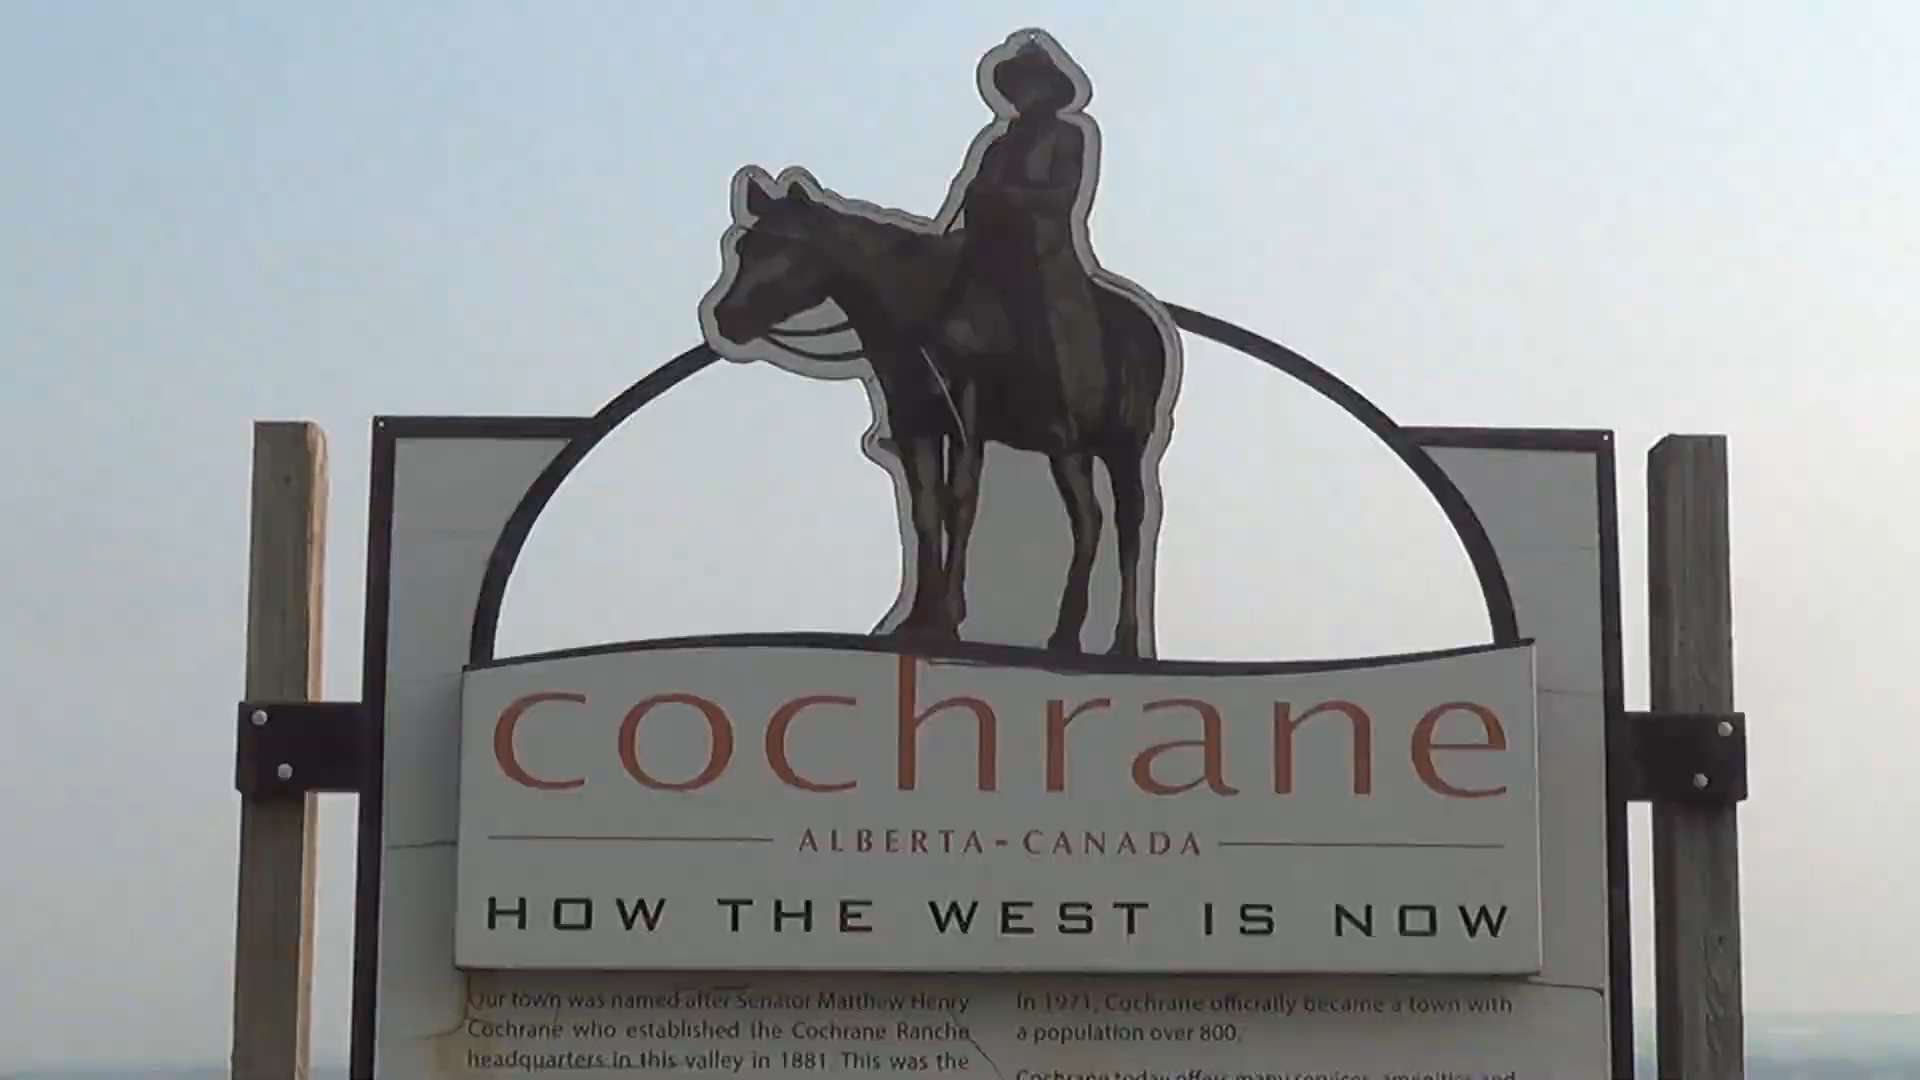 cochrane
ALBERTA-CANADA
HOW THE WEST IS NOW
Our town was named after Senator Matthew Henry
Cochrane who established the Cochrane Ranche
headquarters in this valley in 1881. This was the
In 1971, Cochrane officially became a town with
a population over 800.
Cochrane today offers many services, amenities and